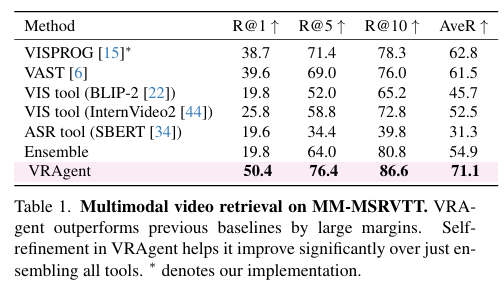 Method R@1 ↑ R@5 ↑ R@10 ↑ AveR ↑
VISPROG [15]* 38.7 71.4 78.3 62.8
VAST [6] 39.6 69.0 76.0 61.5
VIS tool (BLIP-2 [22]) 19.8 52.0 65.2 45.7
VIS tool (InternVideo2 [44]) 25.8 58.8 72.8 52.5
ASR tool (SBERT [34]) 19.6 34.4 39.8 31.3
Ensemble 19.8 64.0 80.8 54.9
VRAgent 50.4 76.4 86.6 71.1
Table 1. Multimodal video retrieval on MM-MSRVTT. VRA-
gent outperforms previous baselines by large margins. Self-
refinement in VRAgent helps it improve significantly over just en-
sembling all tools. * denotes our implementation.